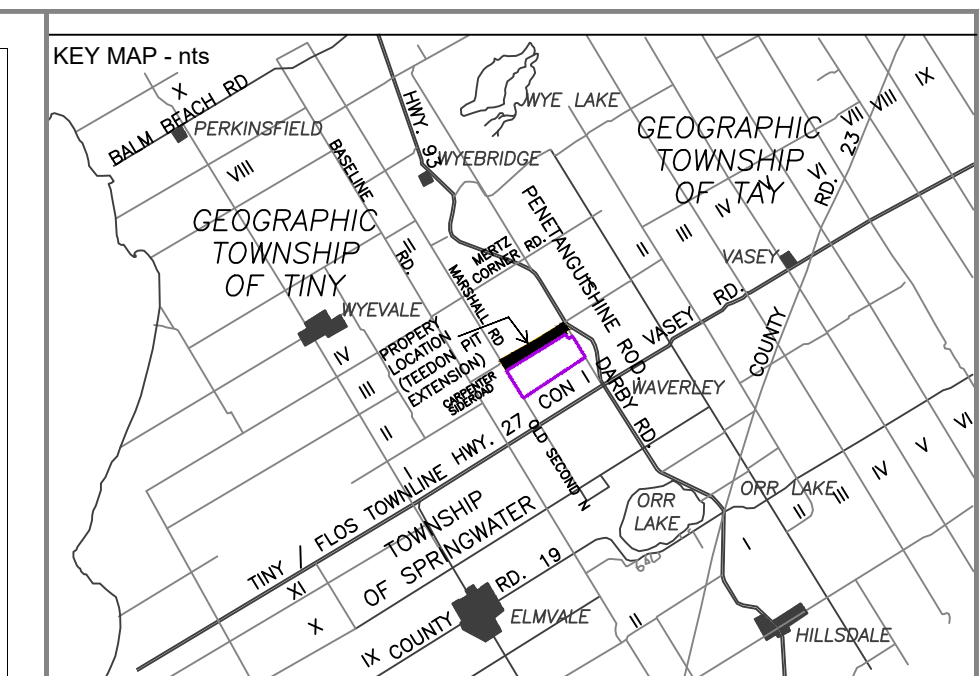 KEY MAP - nts
X
BALM BEACH RD
PERKINSFIELD
VIII
BASELINE
HWY. 93
WYE LAKE
WYEBRIDGE
GEOGRAPHIC
TOWNSHIP
OF TAY
IX
VIII
VII
VI
V
IV
III
II
23
RD.
COUNTY
GEOGRAPHIC
TOWNSHIP
OF TINY
III
RD.
MERTZ
CORNER RD.
PENETANGUISHINE ROD
MARSHALL RD
VASEY
VASEY RD.
WYEVALE
IV
III
II
I
PROPERY
LOCATION
(TEEDON PIT
EXTENSION)
CARPENTER
SIDEROAD
CON I
DARBY RD.
WAVERLEY
TINY / FLOS TOWNLINE HWY. 27
OLD SECOND N
TOWNSHIP
OF SPRINGWATER
XI
X
IX COUNTY RD. 19
ELMVALE
ORR
LAKE
ORR LAKE
I
II
III
IV
V
VI
II
HILLSDALE